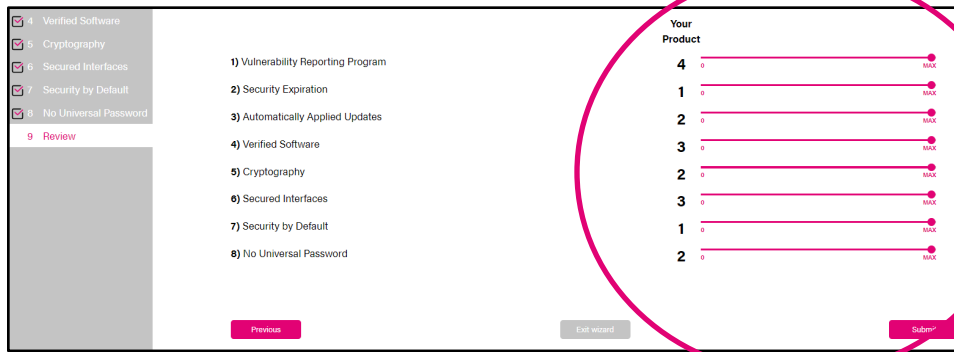 4 Verified Software
5 Cryptography
6 Secured Interfaces
7 Security by Default
8 No Universal Password
9 Review
Your
Product
1) Vulnerability Reporting Program 4 0 MAX
2) Security Expiration 1 0 MAX
3) Automatically Applied Updates 2 0 MAX
4) Verified Software 3 0 MAX
5) Cryptography 2 0 MAX
6) Secured Interfaces 3 0 MAX
7) Security by Default 1 0 MAX
8) No Universal Password 2 0 MAX
Previous Exit wizard Submit